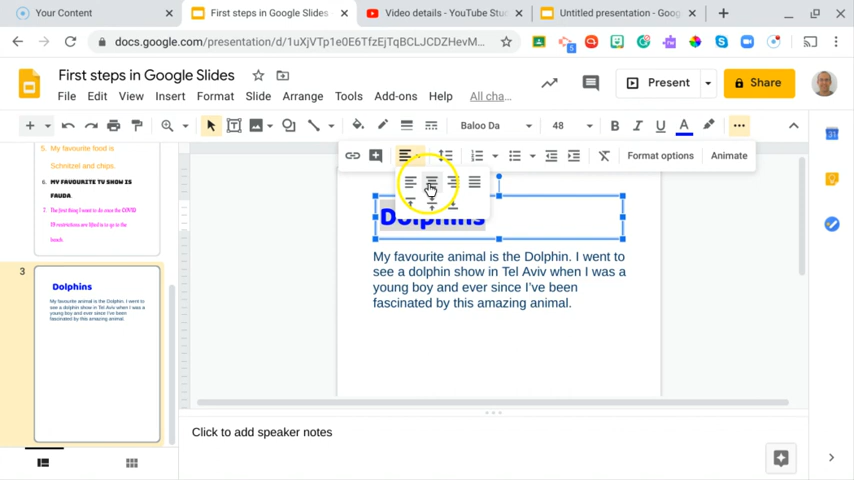 Your Content
First steps in Google Slides -
Video details - YouTube Stu
Untitled presentation - Goog
docs.google.com/presentation/d/1uXjVTp1e0E6TfzEjTqBCLJCDZHevM...
5
First steps in Google Slides
File Edit View Insert Format Slide Arrange Tools Add-ons Help All cha...
Present
Share
Baloo Da
48
B I U A
Format options
Animate
5. My favourite food is
Schnitzel and chips.
6. MY FAVOURITE TV SHOW IS
FAUDA
7. The first thing I want to do since the COVID
19 restrictions are lifted is to go to the
beach.
3
Dolphins
My favourite animal is the Dolphin. I went to
see a dolphin show in Tel Aviv when I was a
young boy and ever since I've been
fascinated by this amazing animal.
Dolphins
My favourite animal is the Dolphin. I went to
see a dolphin show in Tel Aviv when I was a
young boy and ever since I've been
fascinated by this amazing animal.
Click to add speaker notes